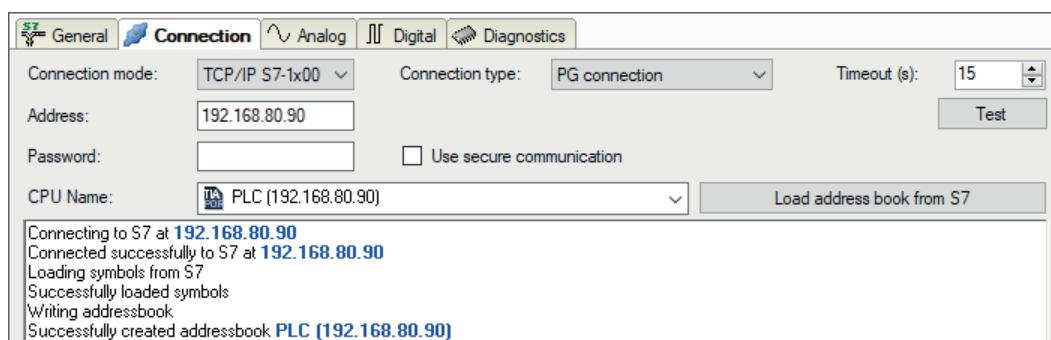 General Connection Analog Digital Diagnostics
Connection mode: TCP/IP S7-1x00 Connection type: PG connection Timeout (s): 15
Address: 192.168.80.90 Test
Password: Use secure communication
CPU Name: PLC (192.168.80.90) Load address book from S7
Connecting to S7 at 192.168.80.90
Connected successfully to S7 at 192.168.80.90
Loading symbols from S7
Successfully loaded symbols
Writing addressbook
Successfully created addressbook PLC (192.168.80.90)